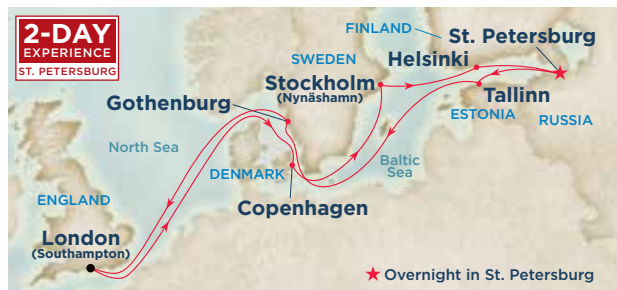 2-DAY
EXPERIENCE
ST. PETERSBURG
FINLAND
St. Petersburg
SWEDEN
Helsinki
Stockholm
(Nynäshamn)
Tallinn
Gothenburg
ESTONIA
RUSSIA
North Sea
Baltic
Sea
DENMARK
ENGLAND
Copenhagen
London
(Southampton)
Overnight in St. Petersburg